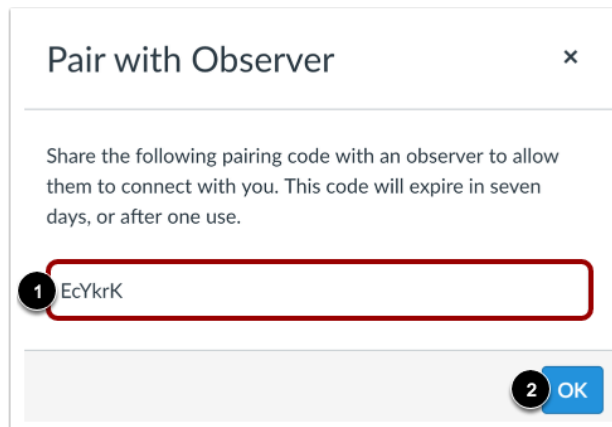 Pair with Observer ×
Share the following pairing code with an observer to allow
them to connect with you. This code will expire in seven
days, or after one use.
1 EcYkrK
2 OK